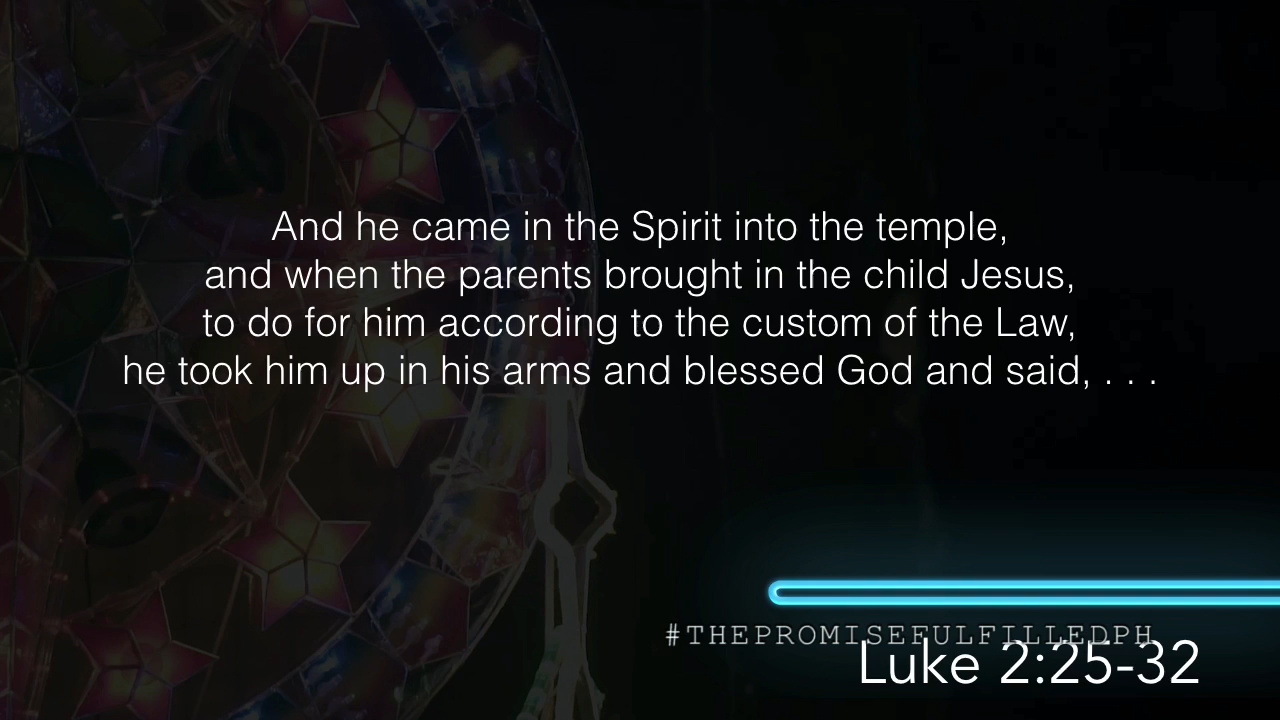 And he came in the Spirit into the temple,
and when the parents brought in the child Jesus,
to do for him according to the custom of the Law,
he took him up in his arms and blessed God and said, . . .
#THEPROMISEFULFILLEDPH
Luke 2:25-32